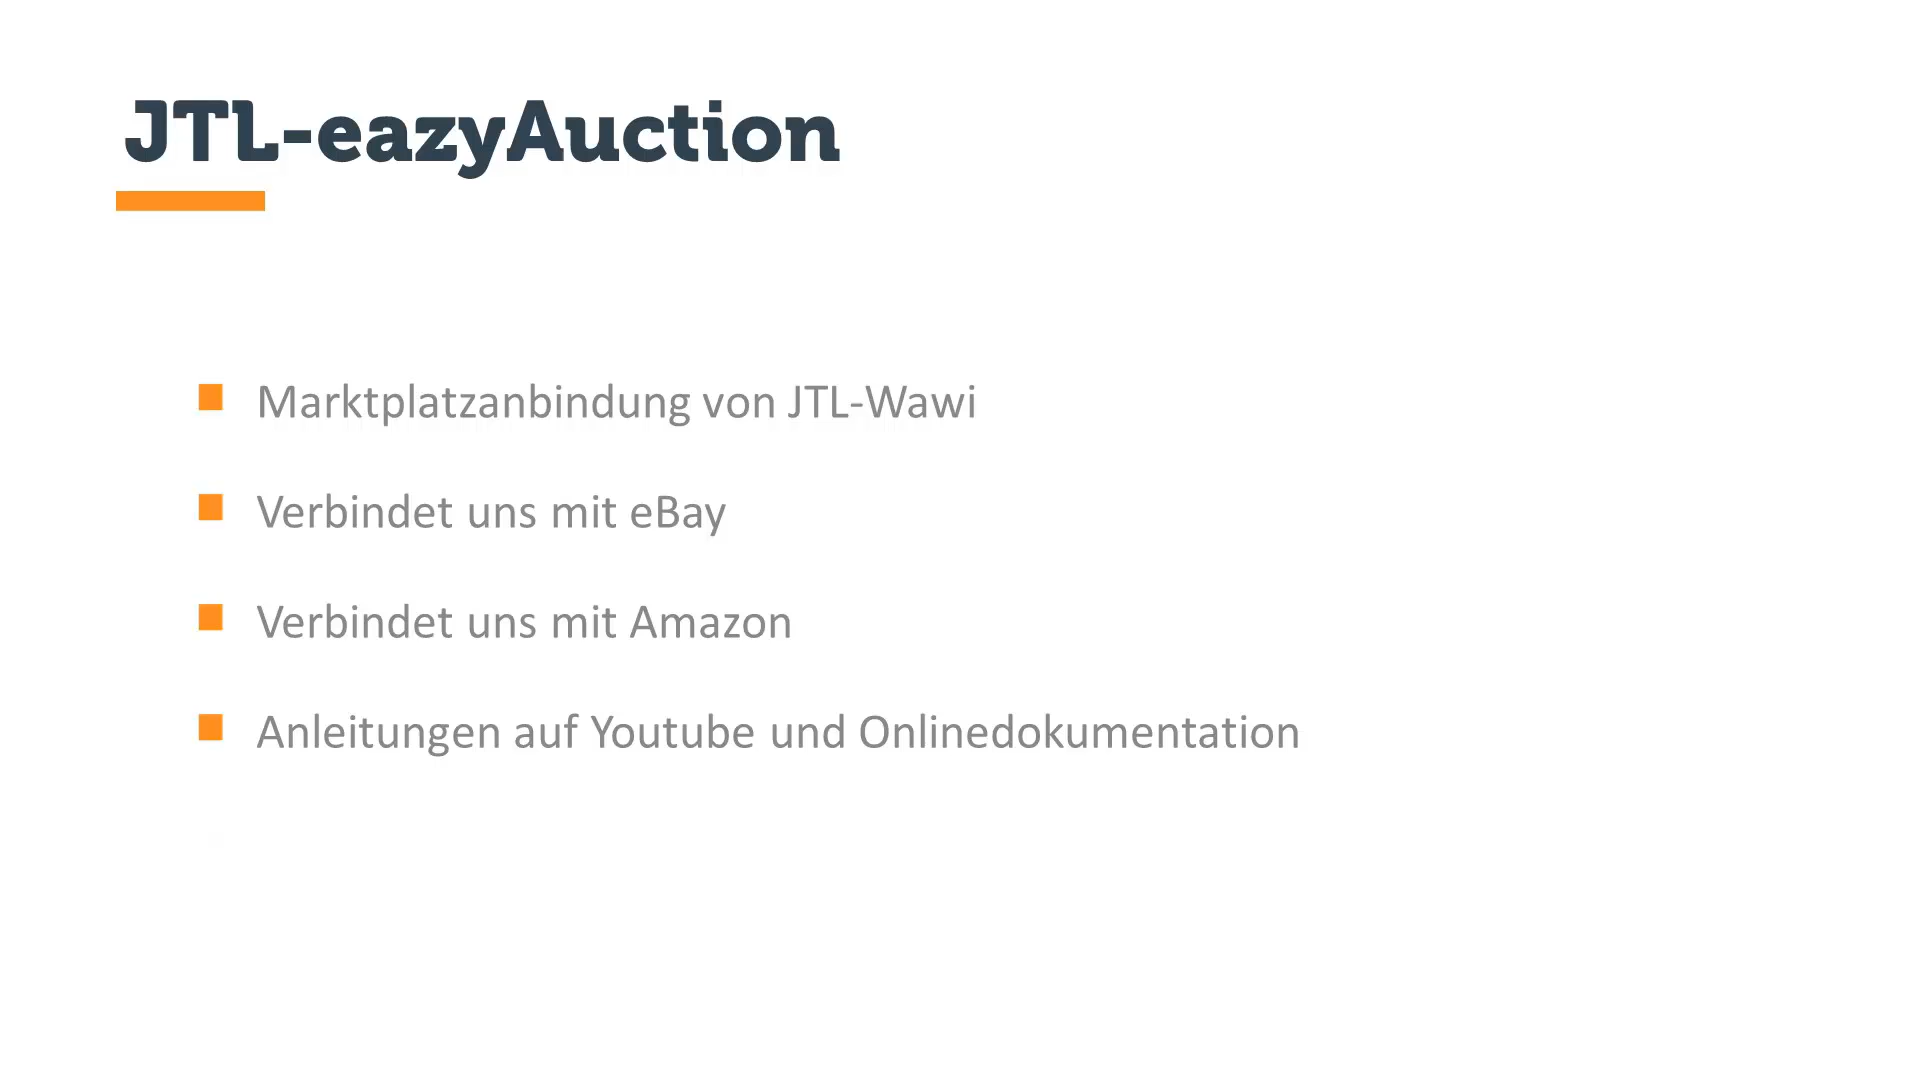 JTL-eazyAuction
Marktplatzanbindung von JTL-Wawi
Verbindet uns mit eBay
Verbindet uns mit Amazon
Anleitungen auf Youtube und Onlinedokumentation